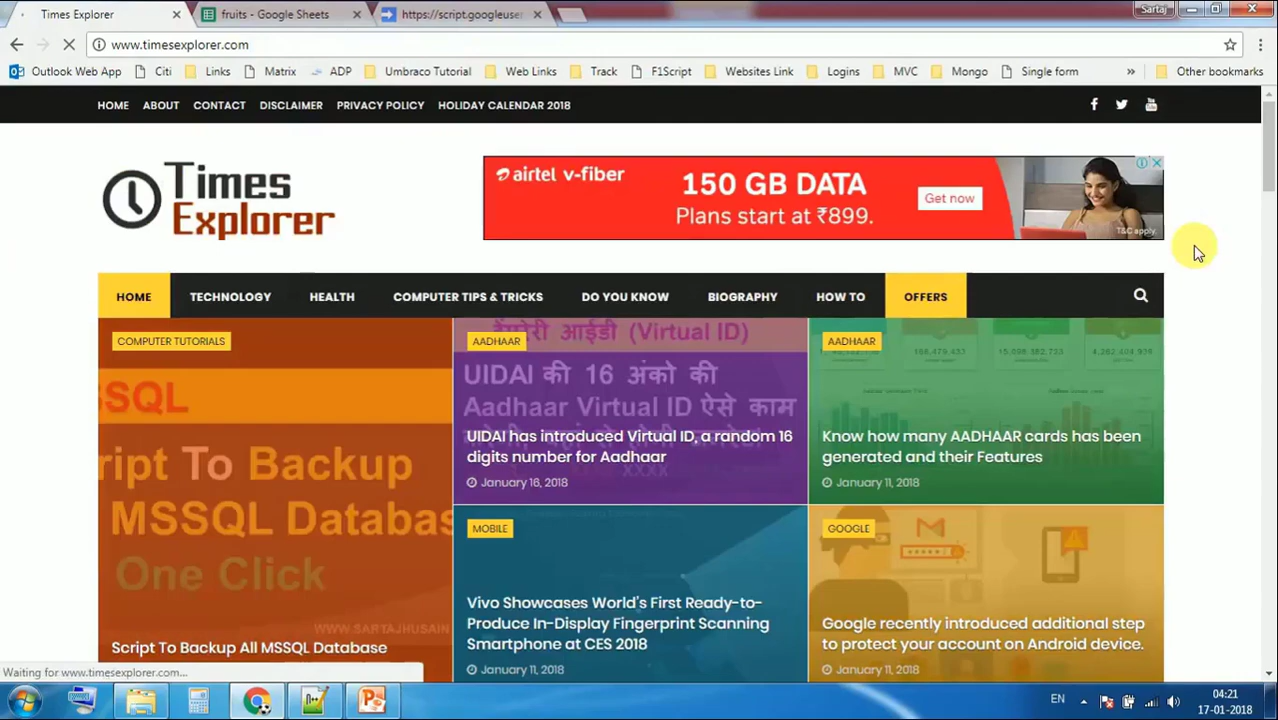 Times Explorer
fruits - Google Sheets
https://script.googleuse
Sartaj
www.timesexplorer.com
Outlook Web App
Citi
Links
Matrix
ADP
Umbraco Tutorial
Web Links
Track
F1Script
Websites Link
Logins
MVC
Mongo
Single form
»
Other bookmarks
HOME
ABOUT
CONTACT
DISCLAIMER
PRIVACY POLICY
HOLIDAY CALENDAR 2018
Times
Explorer
airtel v-fiber
150 GB DATA
Plans start at ₹899.
Get now
T&C apply.
HOME
TECHNOLOGY
HEALTH
COMPUTER TIPS & TRICKS
DO YOU KNOW
BIOGRAPHY
HOW TO
OFFERS
COMPUTER TUTORIALS
SSQL
ript To Backup
MSSQL Databas
One Click
WWW.SARTAJHUSAIN
Script To Backup All MSSQL Database
AADHAAR
आईडी (Virtual ID)
UIDAI की 16 अंको की
Aadhaar Virtual ID ऐसे काम
XXXX
UIDAI has introduced Virtual ID, a random 16
digits number for Aadhaar
January 16, 2018
AADHAAR
Know how many AADHAAR cards has been
generated and their Features
January 11, 2018
MOBILE
Vivo Showcases World's First Ready-to-
Produce In-Display Fingerprint Scanning
Smartphone at CES 2018
January 11, 2018
GOOGLE
Google recently introduced additional step
to protect your account on Android device.
January 11, 2018
Waiting for www.timesexplorer.com...
EN
04:21
17-01-2018